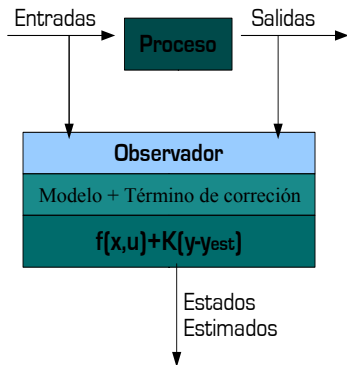 Entradas
Salidas
Proceso
Observador
Modelo + Término de correción
f(x,u)+K(y-yest)
Estados
Estimados